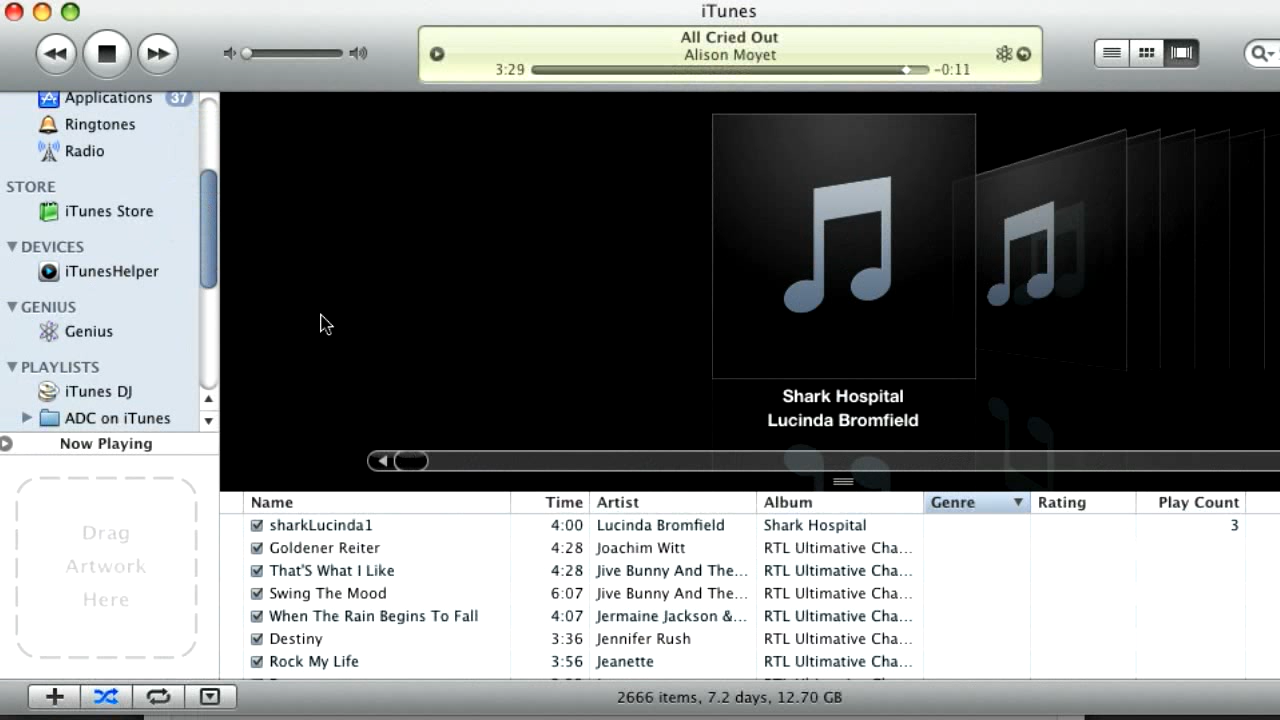 iTunes
All Cried Out
Alison Moyet
3:29 -0:11
Applications 37
Ringtones
Radio
STORE
iTunes Store
DEVICES
iTunesHelper
GENIUS
Genius
PLAYLISTS
iTunes DJ
ADC on iTunes
Now Playing
Drag
Artwork
Here
Shark Hospital
Lucinda Bromfield
Name Time Artist Album Genre Rating Play Count
sharkLucinda1 4:00 Lucinda Bromfield Shark Hospital 3
Goldener Reiter 4:28 Joachim Witt RTL Ultimative Cha...
That'S What I Like 4:28 Jive Bunny And The... RTL Ultimative Cha...
Swing The Mood 6:07 Jive Bunny And The... RTL Ultimative Cha...
When The Rain Begins To Fall 4:07 Jermaine Jackson &... RTL Ultimative Cha...
Destiny 3:36 Jennifer Rush RTL Ultimative Cha...
Rock My Life 3:56 Jeanette RTL Ultimative Cha...
2666 items, 7.2 days, 12.70 GB